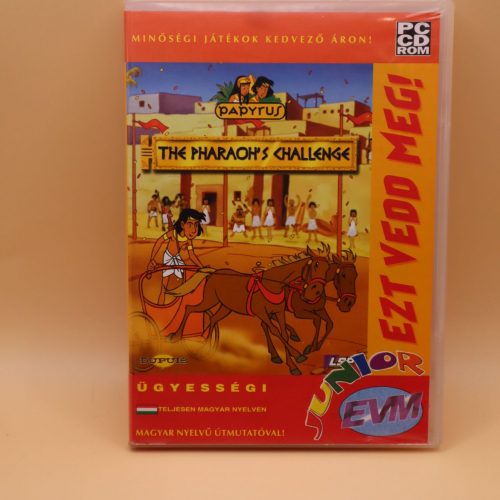 MINŐSÉGI JÁTÉKOK KEDVEZŐ ÁRON!
PC
CD
ROM
PAPYRUS
THE PHARAOH'S CHALLENGE
EZT VEDD MEG!
DUPUIS
LSP
JUNIOR
EVM
ÜGYESSÉGI
TELJESEN MAGYAR NYELVEN
MAGYAR NYELVŰ ÚTMUTATÓVAL!